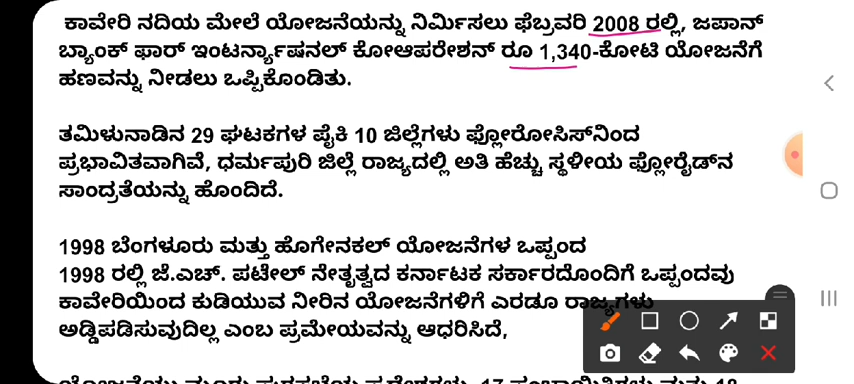 ಕಾವೇರಿ ನದಿಯ ಮೇಲೆ ಯೋಜನೆಯನ್ನು ನಿರ್ಮಿಸಲು ಫೆಬ್ರವರಿ 2008 ರಲ್ಲಿ, ಜಪಾನ್
ಬ್ಯಾಂಕ್ ಫಾರ್ ಇಂಟರ್ನ್ಯಾಷನಲ್ ಕೋಆಪರೇಶನ್ ರೂ 1,340-ಕೋಟಿ ಯೋಜನೆಗೆ
ಹಣವನ್ನು ನೀಡಲು ಒಪ್ಪಿಕೊಂಡಿತು.
ತಮಿಳುನಾಡಿನ 29 ಘಟಕಗಳ ಪೈಕಿ 10 ಜಿಲ್ಲೆಗಳು ಫ್ಲೋರೋಸಿಸ್‌ನಿಂದ
ಪ್ರಭಾವಿತವಾಗಿವೆ, ಧರ್ಮಪುರಿ ಜಿಲ್ಲೆ ರಾಜ್ಯದಲ್ಲಿ ಅತಿ ಹೆಚ್ಚು ಸ್ಥಳೀಯ ಫ್ಲೋರೈಡ್‌ನ
ಸಾಂದ್ರತೆಯನ್ನು ಹೊಂದಿದೆ.
1998 ಬೆಂಗಳೂರು ಮತ್ತು ಹೊಗೇನಕಲ್ ಯೋಜನೆಗಳ ಒಪ್ಪಂದ
1998 ರಲ್ಲಿ ಜೆ.ಎಚ್. ಪಟೇಲ್ ನೇತೃತ್ವದ ಕರ್ನಾಟಕ ಸರ್ಕಾರದೊಂದಿಗೆ ಒಪ್ಪಂದವು
ಕಾವೇರಿಯಿಂದ ಕುಡಿಯುವ ನೀರಿನ ಯೋಜನೆಗಳಿಗೆ ಎರಡೂ ರಾಜ್ಯಗಳು
ಅಡ್ಡಿಪಡಿಸುವುದಿಲ್ಲ ಎಂಬ ಪ್ರಮೇಯವನ್ನು ಆಧರಿಸಿದೆ,